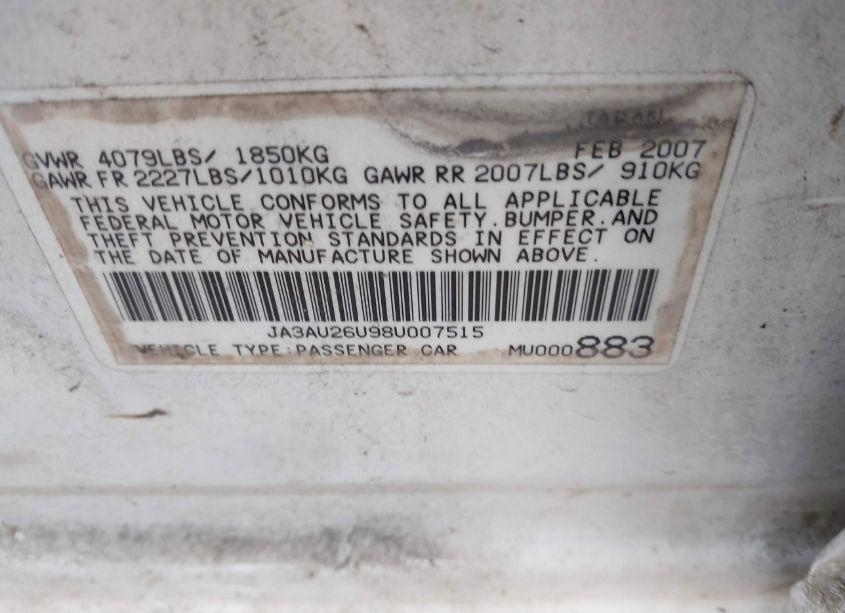 JAPAN
GVWR 4079LBS/ 1850KG FEB 2007
GAWR FR 2227LBS/1010KG GAWR RR 2007LBS/ 910KG
THIS VEHICLE CONFORMS TO ALL APPLICABLE
FEDERAL MOTOR VEHICLE SAFETY, BUMPER, AND
THEFT PREVENTION STANDARDS IN EFFECT ON
THE DATE OF MANUFACTURE SHOWN ABOVE.
JA3AU26U98U007515
VEHICLE TYPE:PASSENGER CAR MU000883